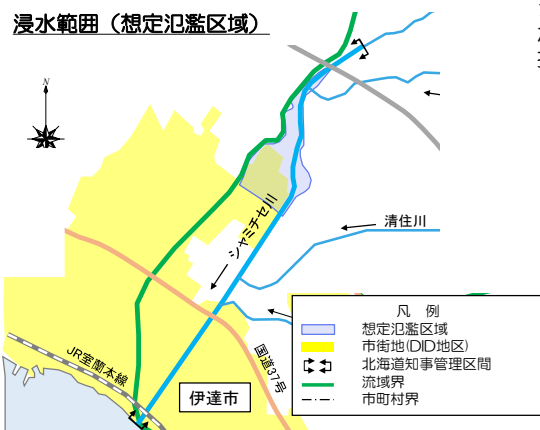 浸水範囲（想定氾濫区域）
N
シャミチセ川
清住川
凡 例
想定氾濫区域
市街地(DID地区)
北海道知事管理区間
流域界
市町村界
JR室蘭本線
国道37号
伊達市